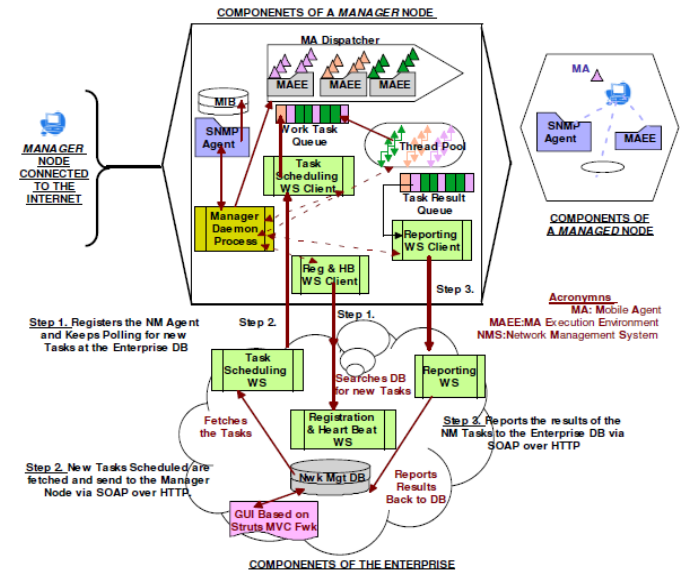 COMPONENETS OF A MANAGER NODE
MA Dispatcher
MAEE
MAEE
MAEE
MIB
SNMP
Agent
Work Task
Queue
Thread Pool
Task
Scheduling
WS Client
Task Result
Queue
Manager
Daemon
Process
Reporting
WS Client
Reg & HB
WS Client
MANAGER
NODE
CONNECTED
TO THE
INTERNET
MA
SNMP
Agent
MAEE
COMPONENTS OF
A MANAGED NODE
Step 3.
Step 1.
Step 2.
Acronymns
MA: Mobile Agent
MAEE:MA Execution Environment
NMS:Network Management System
Step 1. Registers the NM Agent
and Keeps Polling for new
Tasks at the Enterprise DB
Task
Scheduling
WS
Searches DB
for new Tasks
Reporting
WS
Fetches
the Tasks
Registration
& Heart Beat
WS
Step 3. Reports the results of the
NM Tasks to the Enterprise DB via
SOAP over HTTP
Step 2. New Tasks Scheduled are
fetched and send to the Manager
Node via SOAP over HTTP.
Nwk Mgt DB
Reports
Results
Back to DB
GUI Based on
Struts MVC Fwk
COMPONENETS OF THE ENTERPRISE